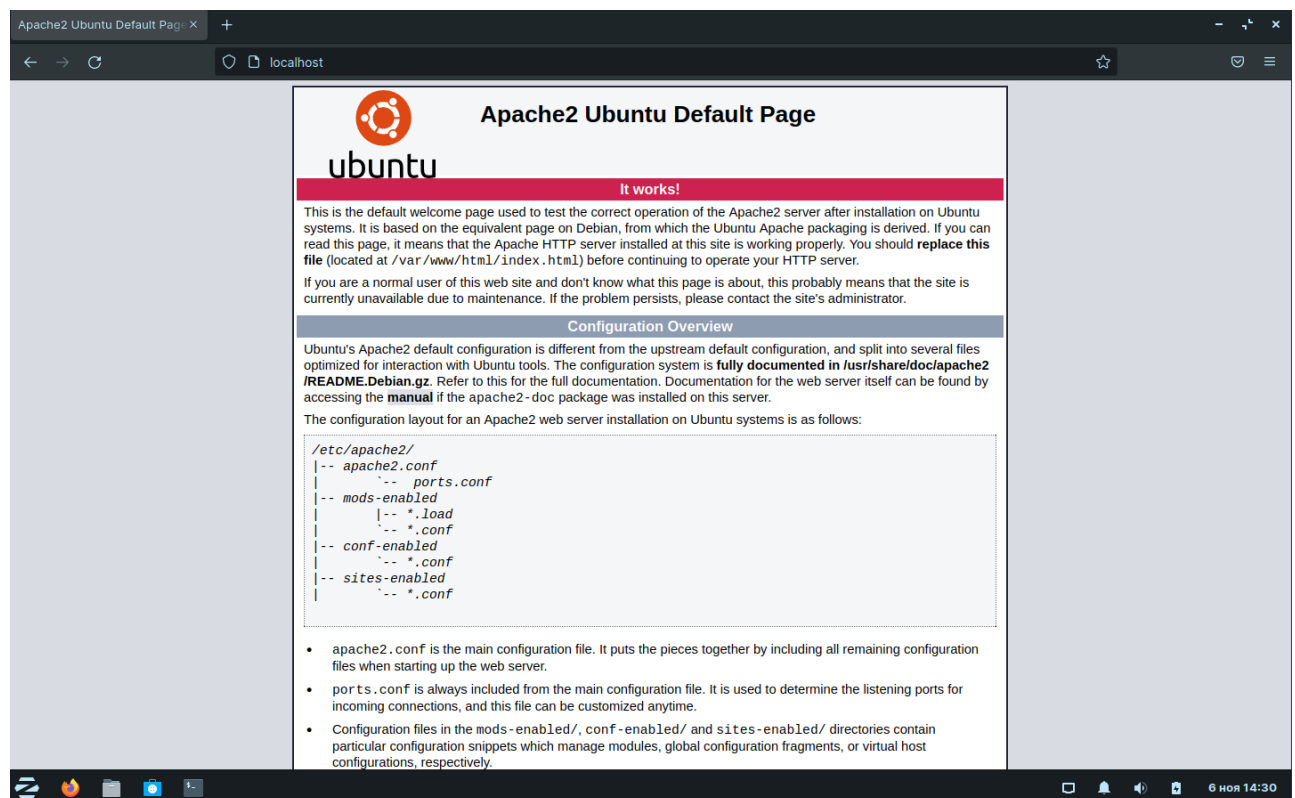 Apache2 Ubuntu Default Page
localhost
ubuntu
Apache2 Ubuntu Default Page
It works!
This is the default welcome page used to test the correct operation of the Apache2 server after installation on Ubuntu
systems. It is based on the equivalent page on Debian, from which the Ubuntu Apache packaging is derived. If you can
read this page, it means that the Apache HTTP server installed at this site is working properly. You should replace this
file (located at /var/www/html/index.html) before continuing to operate your HTTP server.
If you are a normal user of this web site and don't know what this page is about, this probably means that the site is
currently unavailable due to maintenance. If the problem persists, please contact the site's administrator.
Configuration Overview
Ubuntu's Apache2 default configuration is different from the upstream default configuration, and split into several files
optimized for interaction with Ubuntu tools. The configuration system is fully documented in /usr/share/doc/apache2
/README.Debian.gz. Refer to this for the full documentation. Documentation for the web server itself can be found by
accessing the manual if the apache2-doc package was installed on this server.
The configuration layout for an Apache2 web server installation on Ubuntu systems is as follows:
/etc/apache2/
|-- apache2.conf
|       `--  ports.conf
|-- mods-enabled
|       |-- *.load
|       `-- *.conf
|-- conf-enabled
|       `-- *.conf
|-- sites-enabled
|       `-- *.conf
• apache2.conf is the main configuration file. It puts the pieces together by including all remaining configuration
files when starting up the web server.
• ports.conf is always included from the main configuration file. It is used to determine the listening ports for
incoming connections, and this file can be customized anytime.
• Configuration files in the mods-enabled/, conf-enabled/ and sites-enabled/ directories contain
particular configuration snippets which manage modules, global configuration fragments, or virtual host
configurations, respectively.
6 ноя 14:30